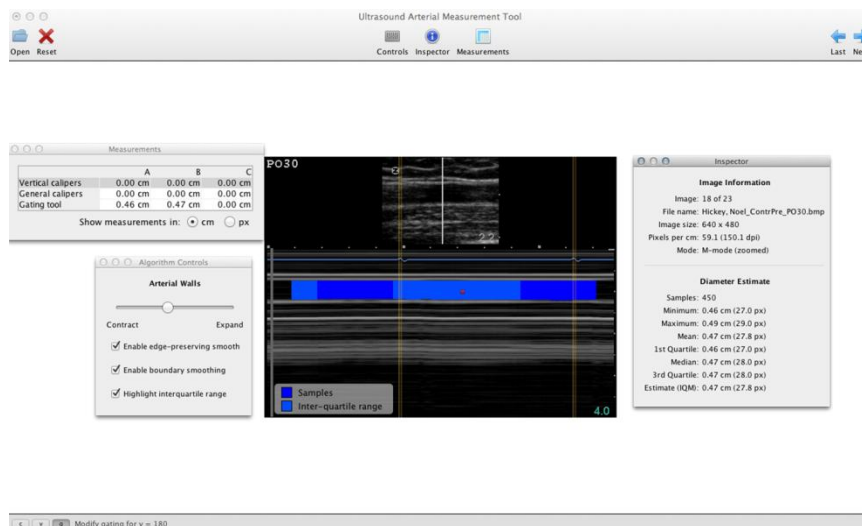 Ultrasound Arterial Measurement Tool
Open Reset
Controls Inspector Measurements
Last
Measurements
A B C
Vertical calipers 0.00 cm 0.00 cm 0.00 cm
General calipers 0.00 cm 0.00 cm 0.00 cm
Gating tool 0.46 cm 0.47 cm 0.00 cm
Show measurements in: cm px
Algorithm Controls
Arterial Walls
Contract Expand
Enable edge-preserving smooth
Enable boundary smoothing
Highlight interquartile range
PO30
2.2
Samples
Inter-quartile range
4.0
Inspector
Image Information
Image: 18 of 23
File name: Hickey, Noel_ContrPre_PO30.bmp
Image size: 640 x 480
Pixels per cm: 59.1 (150.1 dpi)
Mode: M-mode (zoomed)
Diameter Estimate
Samples: 450
Minimum: 0.46 cm (27.0 px)
Maximum: 0.49 cm (29.0 px)
Mean: 0.47 cm (27.8 px)
1st Quartile: 0.46 cm (27.0 px)
Median: 0.47 cm (28.0 px)
3rd Quartile: 0.47 cm (28.0 px)
Estimate (IQM): 0.47 cm (27.8 px)
Modify gating for v = 180